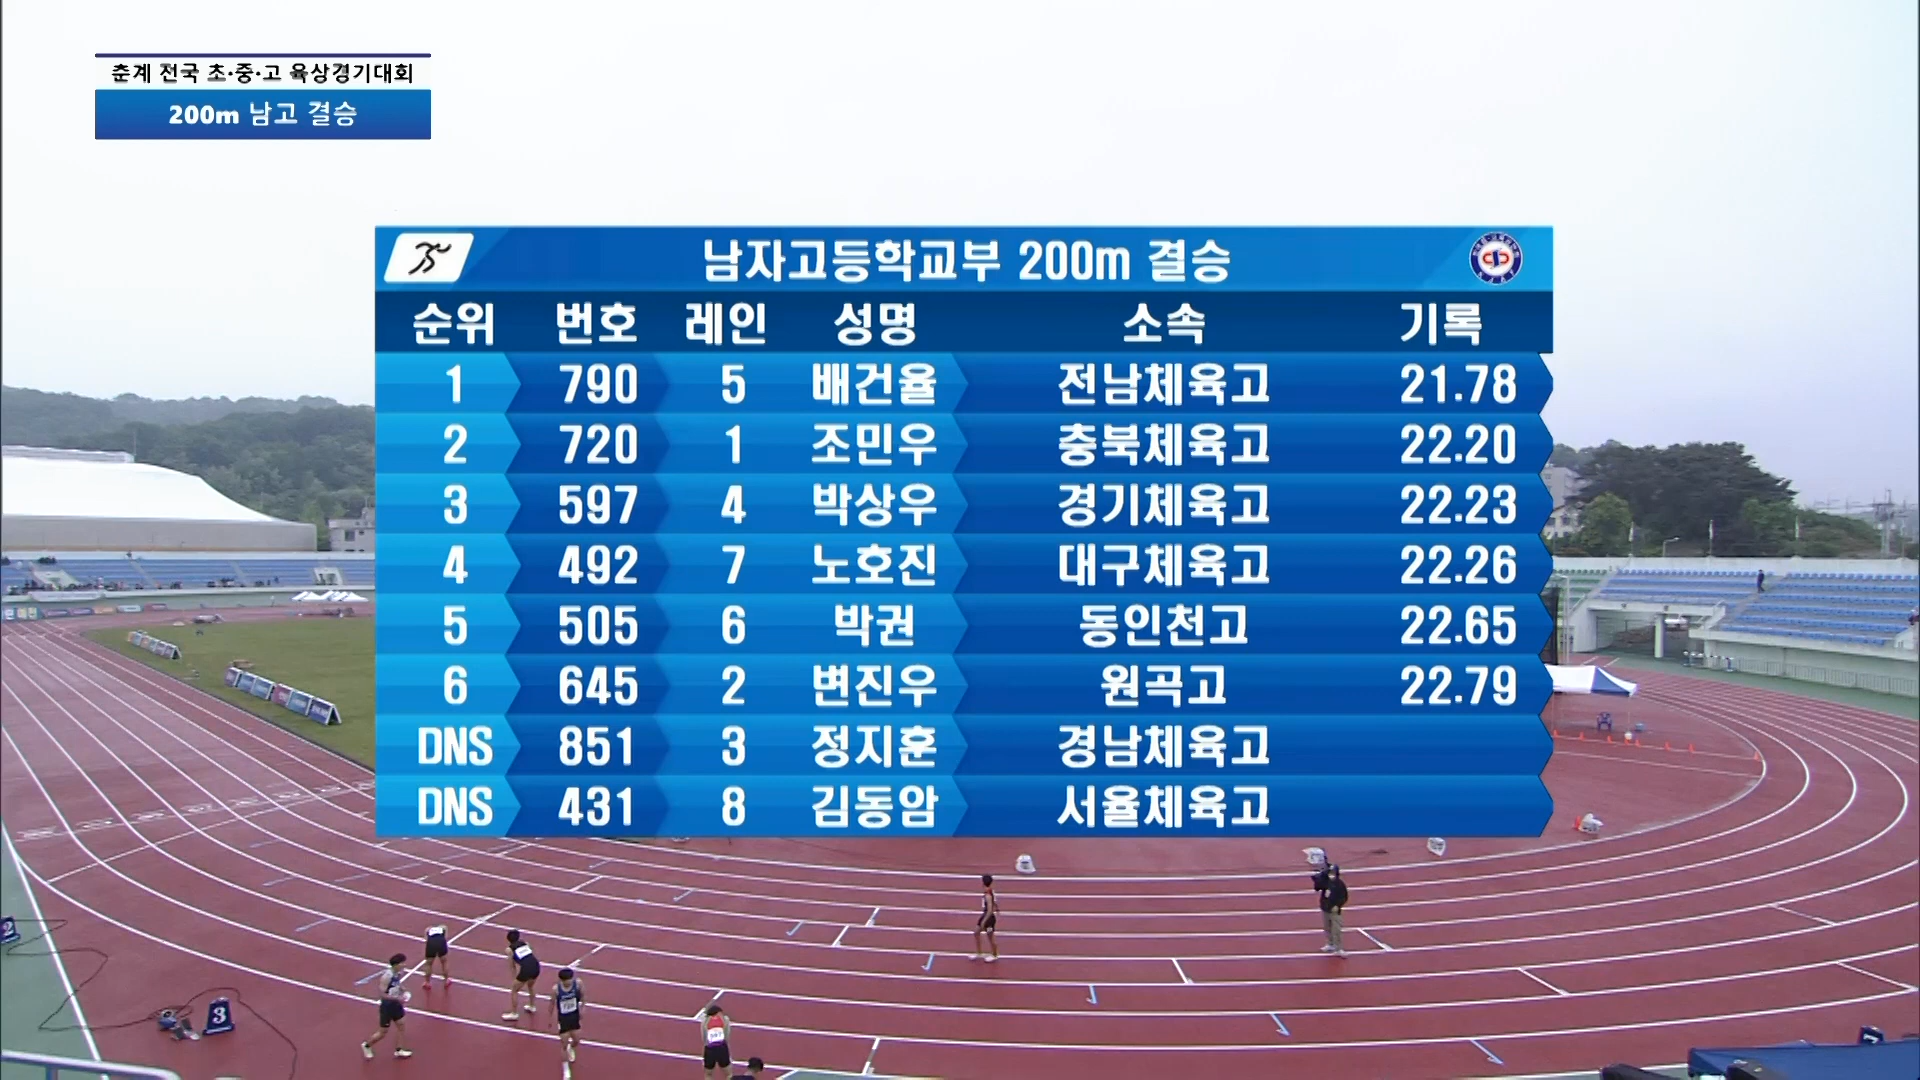 춘계 전국 초·중·고 육상경기대회
200m 남고 결승
남자고등학교부 200m 결승
순위 번호 레인 성명 소속 기록
1 790 5 배건율 전남체육고 21.78
2 720 1 조민우 충북체육고 22.20
3 597 4 박상우 경기체육고 22.23
4 492 7 노호진 대구체육고 22.26
5 505 6 박권 동인천고 22.65
6 645 2 변진우 원곡고 22.79
DNS 851 3 정지훈 경남체육고
DNS 431 8 김동암 서율체육고
2
3